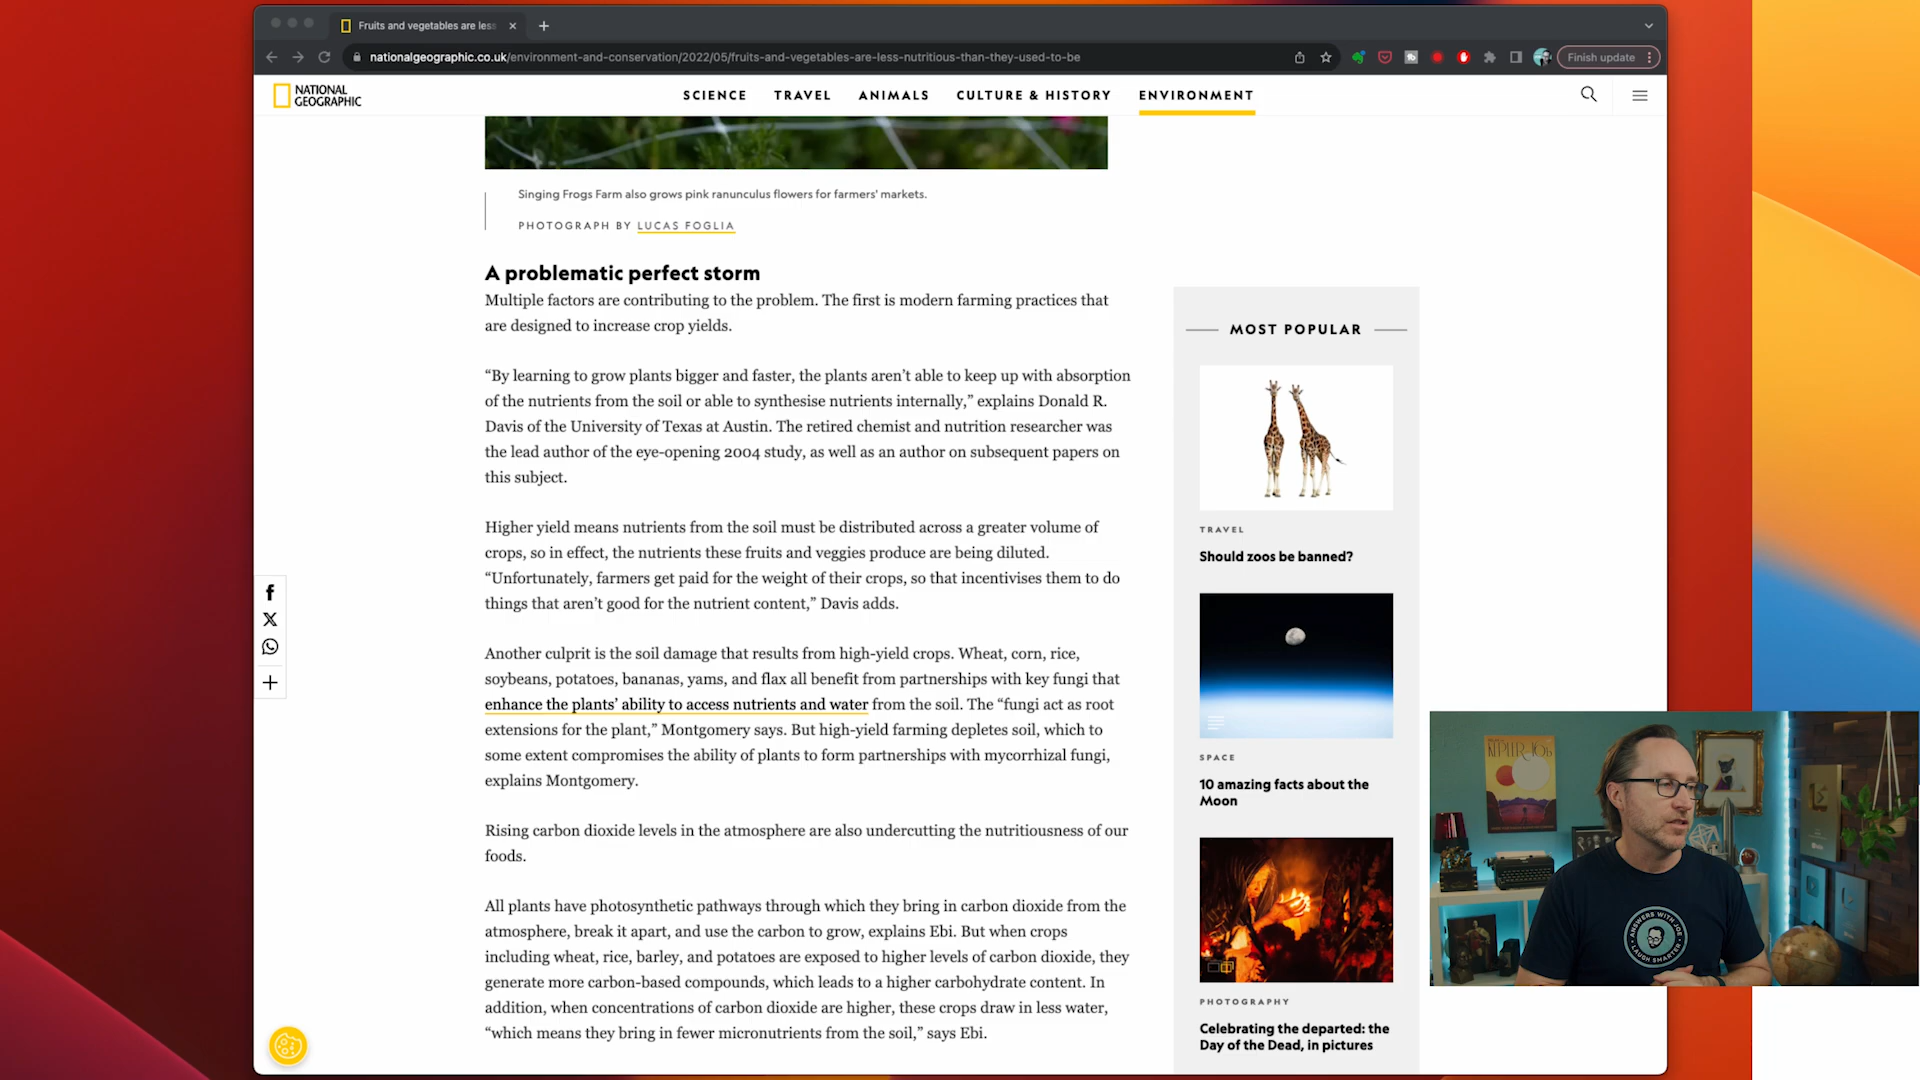 Fruits and vegetables are less
nationalgeographic.co.uk/environment-and-conservation/2022/05/fruits-and-vegetables-are-less-nutritious-than-they-used-to-be
Finish update
NATIONAL
GEOGRAPHIC
SCIENCE
TRAVEL
ANIMALS
CULTURE & HISTORY
ENVIRONMENT
Singing Frogs Farm also grows pink ranunculus flowers for farmers' markets.
PHOTOGRAPH BY LUCAS FOGLIA
A problematic perfect storm
Multiple factors are contributing to the problem. The first is modern farming practices that
are designed to increase crop yields.
“By learning to grow plants bigger and faster, the plants aren’t able to keep up with absorption
of the nutrients from the soil or able to synthesise nutrients internally,” explains Donald R.
Davis of the University of Texas at Austin. The retired chemist and nutrition researcher was
the lead author of the eye-opening 2004 study, as well as an author on subsequent papers on
this subject.
Higher yield means nutrients from the soil must be distributed across a greater volume of
crops, so in effect, the nutrients these fruits and veggies produce are being diluted.
“Unfortunately, farmers get paid for the weight of their crops, so that incentivises them to do
things that aren’t good for the nutrient content,” Davis adds.
Another culprit is the soil damage that results from high-yield crops. Wheat, corn, rice,
soybeans, potatoes, bananas, yams, and flax all benefit from partnerships with key fungi that
enhance the plants’ ability to access nutrients and water from the soil. The “fungi act as root
extensions for the plant,” Montgomery says. But high-yield farming depletes soil, which to
some extent compromises the ability of plants to form partnerships with mycorrhizal fungi,
explains Montgomery.
Rising carbon dioxide levels in the atmosphere are also undercutting the nutritiousness of our
foods.
All plants have photosynthetic pathways through which they bring in carbon dioxide from the
atmosphere, break it apart, and use the carbon to grow, explains Ebi. But when crops
including wheat, rice, barley, and potatoes are exposed to higher levels of carbon dioxide, they
generate more carbon-based compounds, which leads to a higher carbohydrate content. In
addition, when concentrations of carbon dioxide are higher, these crops draw in less water,
“which means they bring in fewer micronutrients from the soil,” says Ebi.
MOST POPULAR
TRAVEL
Should zoos be banned?
SPACE
10 amazing facts about the
Moon
PHOTOGRAPHY
Celebrating the departed: the
Day of the Dead, in pictures
KEPLER-16b
ANSWERS WITH JOE
LAUGH SMARTER